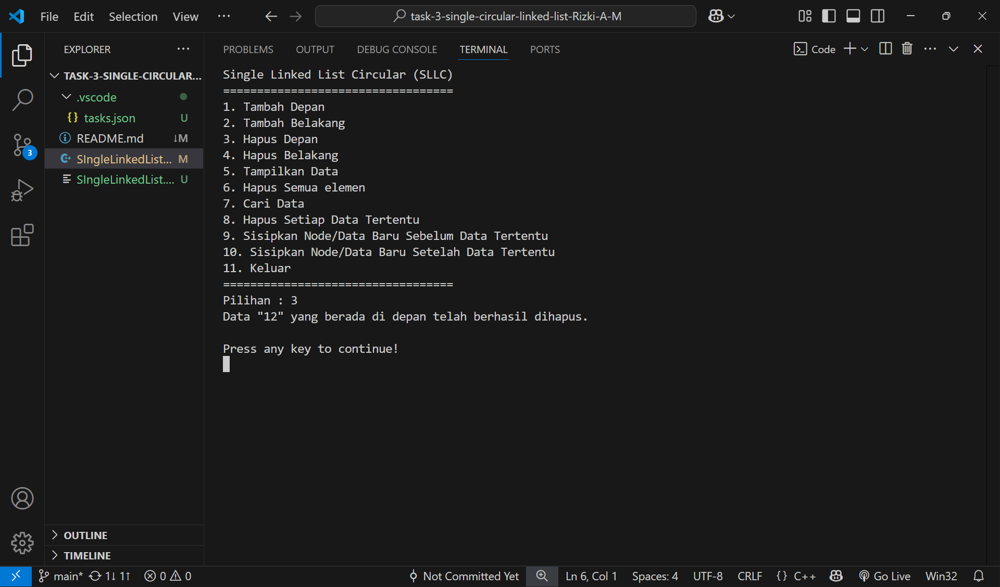 File Edit Selection View ··· task-3-single-circular-linked-list-Rizki-A-M
EXPLORER ···
TASK-3-SINGLE-CIRCULAR...
.vscode
{} tasks.json U
README.md ↓M
SIngleLinkedList... M
SIngleLinkedList.... U
3
OUTLINE
TIMELINE
PROBLEMS OUTPUT DEBUG CONSOLE TERMINAL PORTS Code
Single Linked List Circular (SLLC)
==================================
1. Tambah Depan
2. Tambah Belakang
3. Hapus Depan
4. Hapus Belakang
5. Tampilkan Data
6. Hapus Semua elemen
7. Cari Data
8. Hapus Setiap Data Tertentu
9. Sisipkan Node/Data Baru Sebelum Data Tertentu
10. Sisipkan Node/Data Baru Setelah Data Tertentu
11. Keluar
==================================
Pilihan : 3
Data "12" yang berada di depan telah berhasil dihapus.
Press any key to continue!
main* 1↓ 1↑ 0 0 Not Committed Yet Ln 6, Col 1 Spaces: 4 UTF-8 CRLF {} C++ Go Live Win32